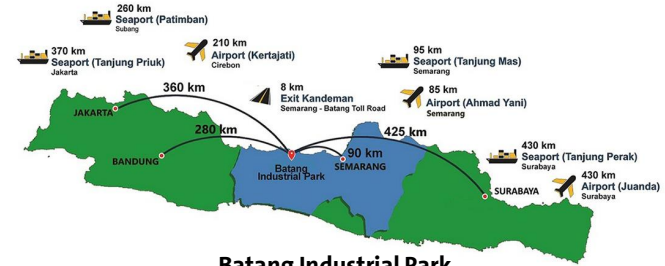 260 km
Seaport (Patimban)
Subang
370 km
Seaport (Tanjung Priuk)
Jakarta
210 km
Airport (Kertajati)
Cirebon
95 km
Seaport (Tanjung Mas)
Semarang
8 km
Exit Kandeman
Semarang - Batang Toll Road
85 km
Airport (Ahmad Yani)
Semarang
360 km
JAKARTA
280 km
425 km
BANDUNG
90 km
SEMARANG
Batang
Industrial Park
430 km
Seaport (Tanjung Perak)
Surabaya
SURABAYA
430 km
Airport (Juanda)
Surabaya
Batang Industrial Park